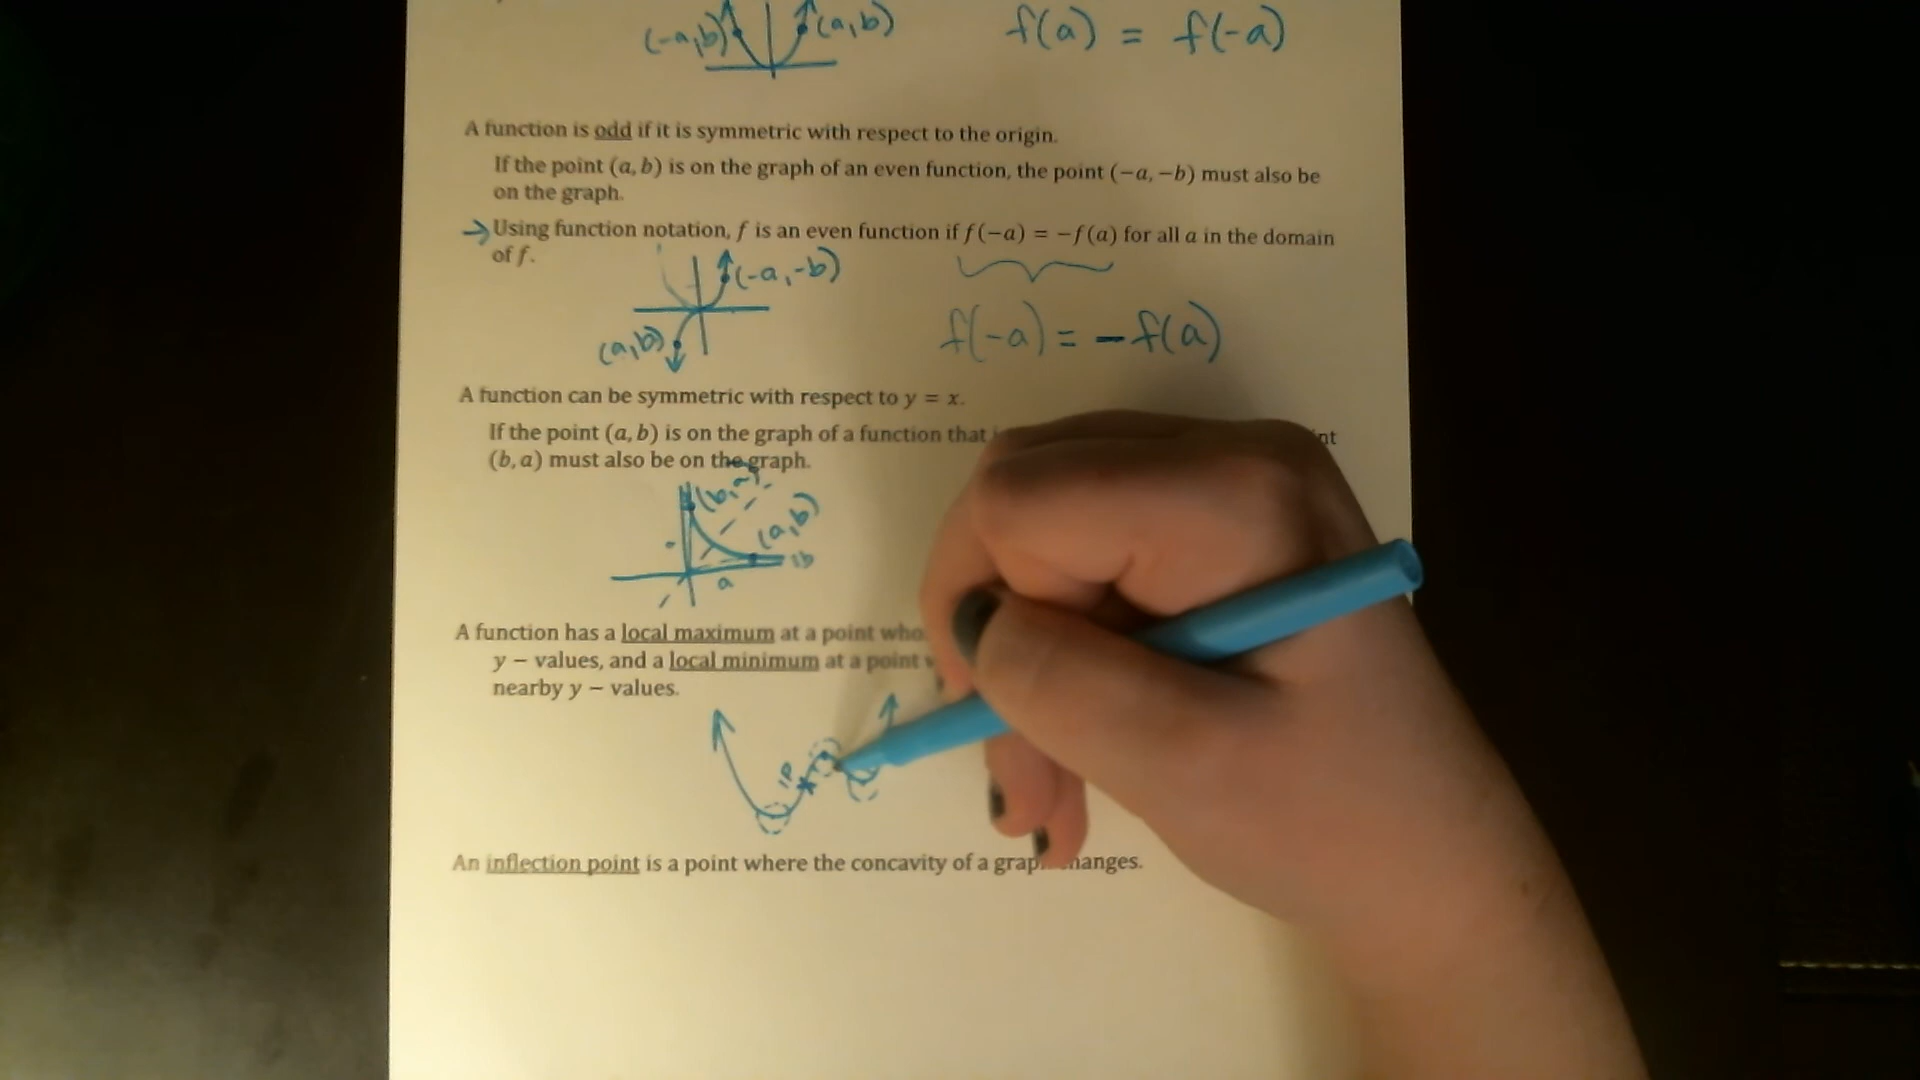 (-a,b) (a,b) f(a) = f(-a)
A function is odd if it is symmetric with respect to the origin.
If the point (a, b) is on the graph of an even function, the point (−a, −b) must also be
on the graph.
→ Using function notation, f is an even function if f(−a) = −f(a) for all a in the domain
of f.
(-a,-b)
(a,b) f(-a) = -f(a)
A function can be symmetric with respect to y = x.
If the point (a, b) is on the graph of a function that
(b, a) must also be on the graph.
(b,a)
(a,b)
b
a
A function has a local maximum at a point
y − values, and a local minimum at a point
nearby y − values.
IP
An inflection point is a point where the concavity of a